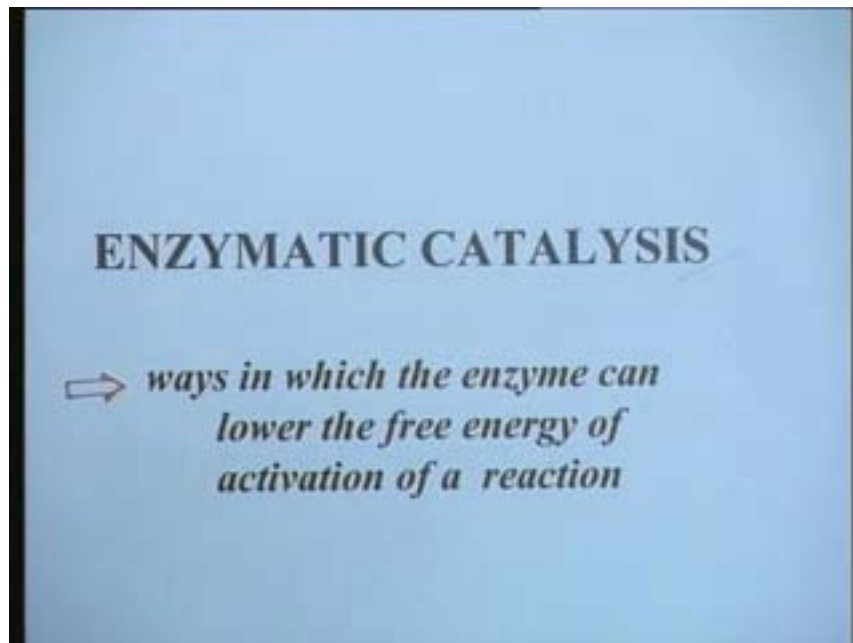 ENZYMATIC CATALYSIS
ways in which the enzyme can
lower the free energy of
activation of a reaction